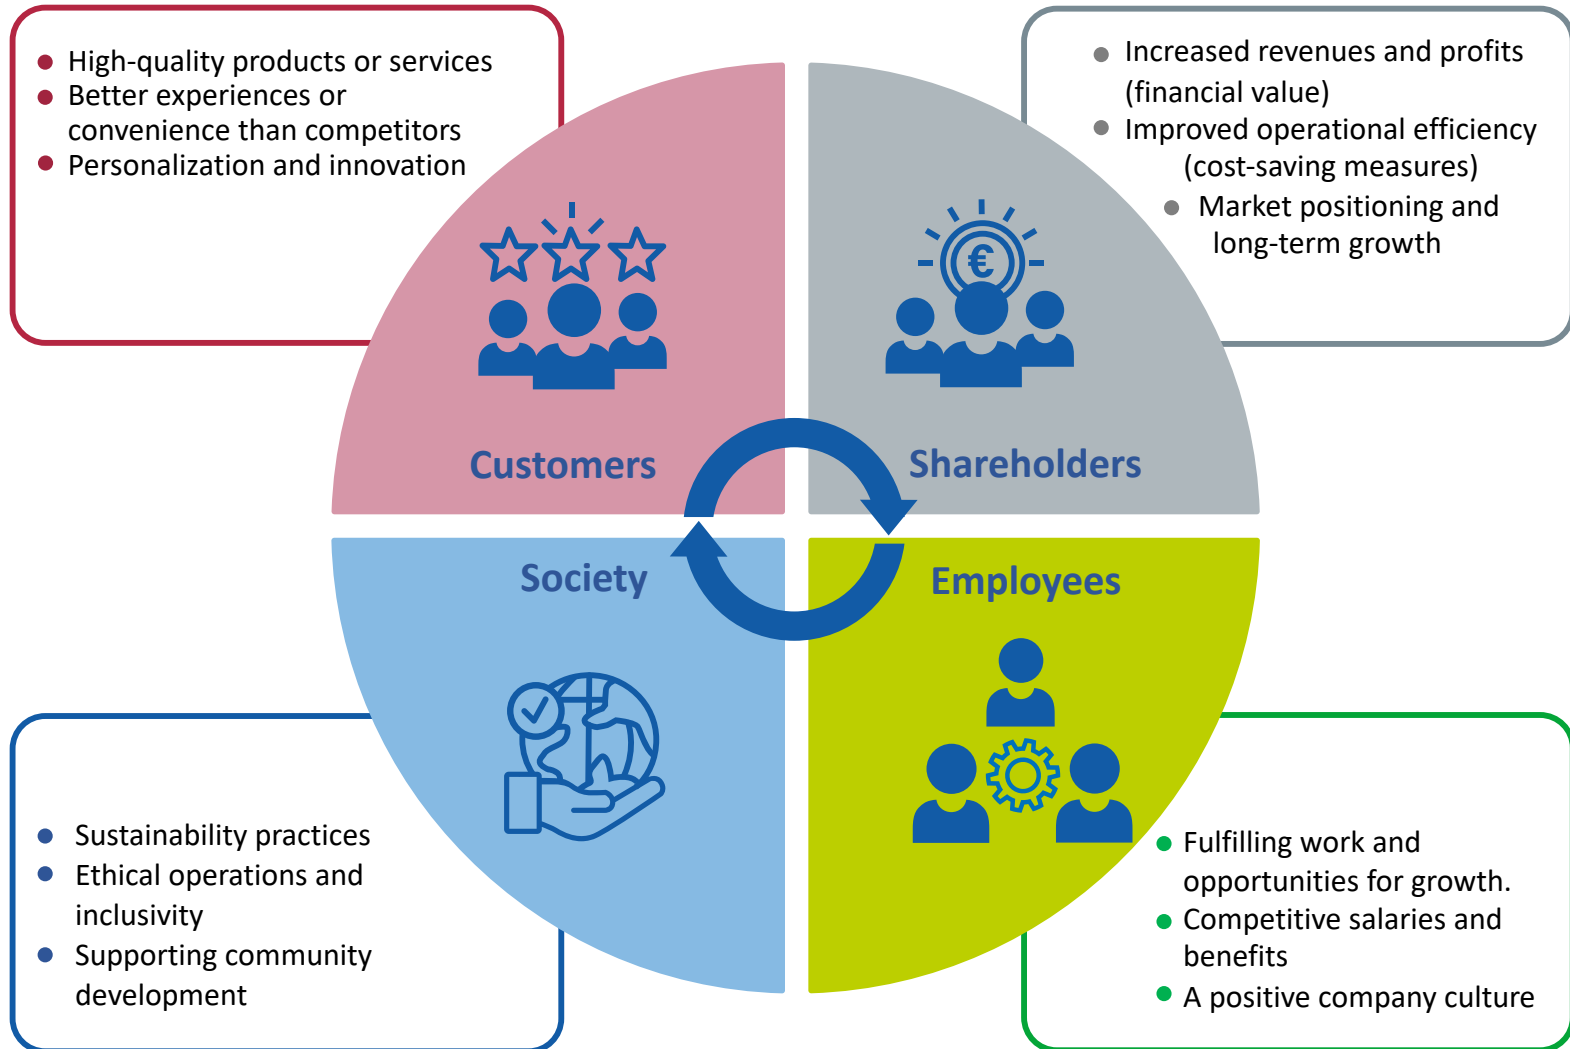 High-quality products or services
Better experiences or
convenience than competitors
Personalization and innovation
Increased revenues and profits
(financial value)
Improved operational efficiency
(cost-saving measures)
Market positioning and
long-term growth
€
Customers
Shareholders
Society
Employees
Sustainability practices
Ethical operations and
inclusivity
Supporting community
development
Fulfilling work and
opportunities for growth.
Competitive salaries and
benefits
A positive company culture